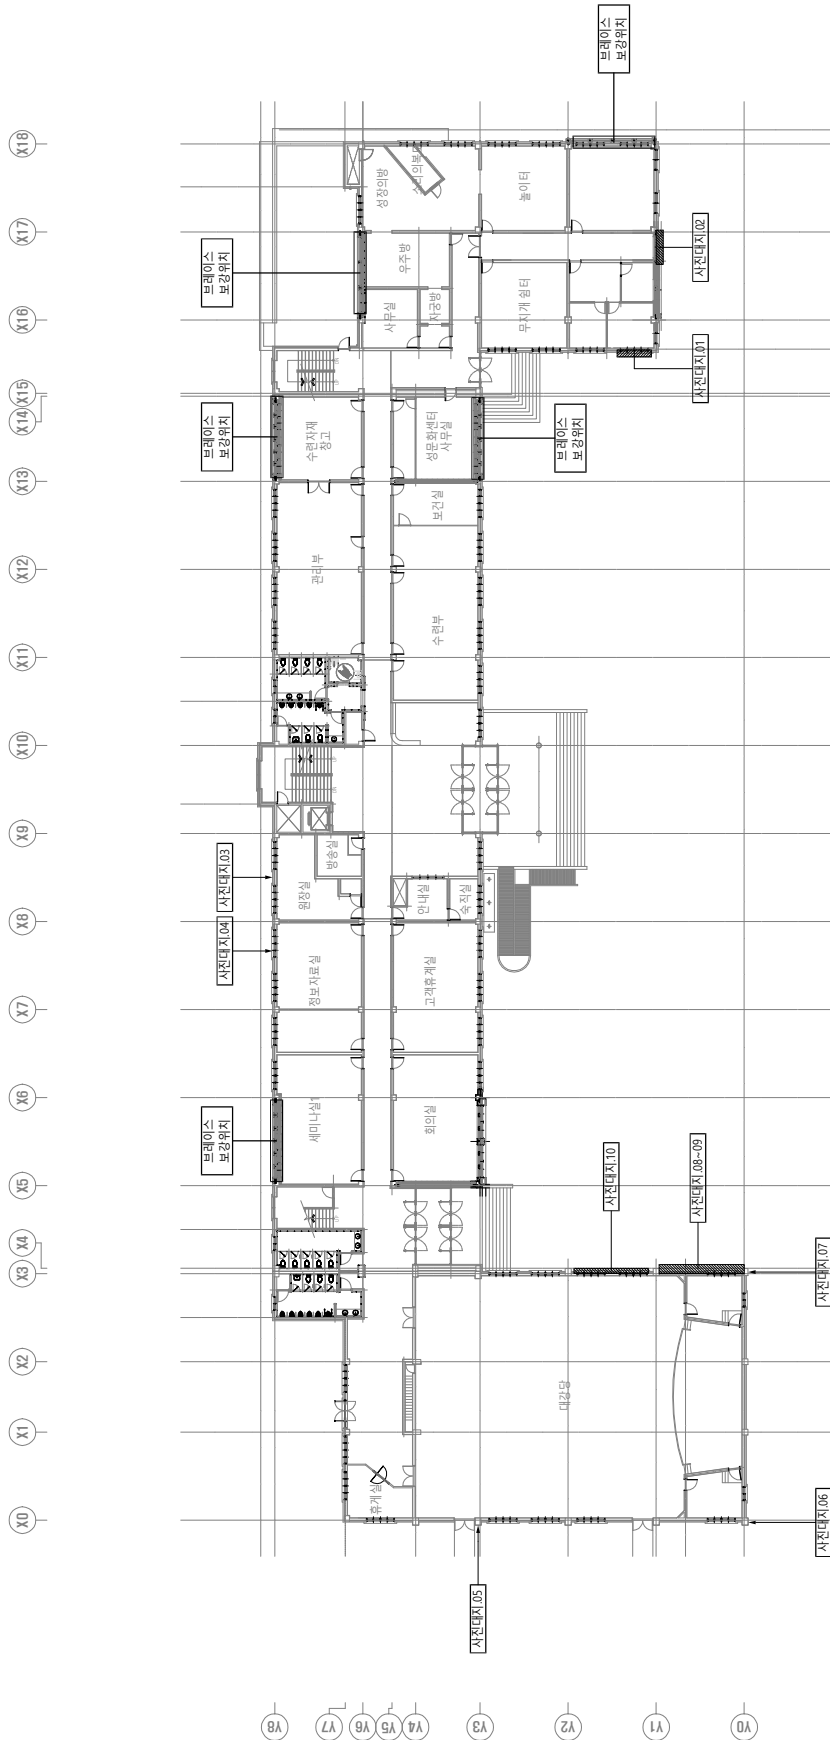 브레이스
보강위치
X18
성장의방
소리의복도
놀이터
X17
사진대지.02
브레이스
보강위치
우주방
사무실
자궁방
무지개 쉼터
X16
사진대지.01
X15
X14
브레이스
보강위치
수련자재
창고
성문화센터
사무실
브레이스
보강위치
X13
보건실
X12
관리부
수련부
X11
X10
X9
방송실
사진대지.03
원장실
안내실
숙직실
X8
사진대지.04
정보자료실
고객휴게실
X7
X6
세미나실1
회의실
브레이스
보강위치
X5
사진대지.10
사진대지.08~09
X4
X3
사진대지.07
X2
대강당
X1
휴게실
X0
사진대지.06
사진대지.05
Y8
Y7
Y6
Y5
Y4
Y3
Y2
Y1
Y0